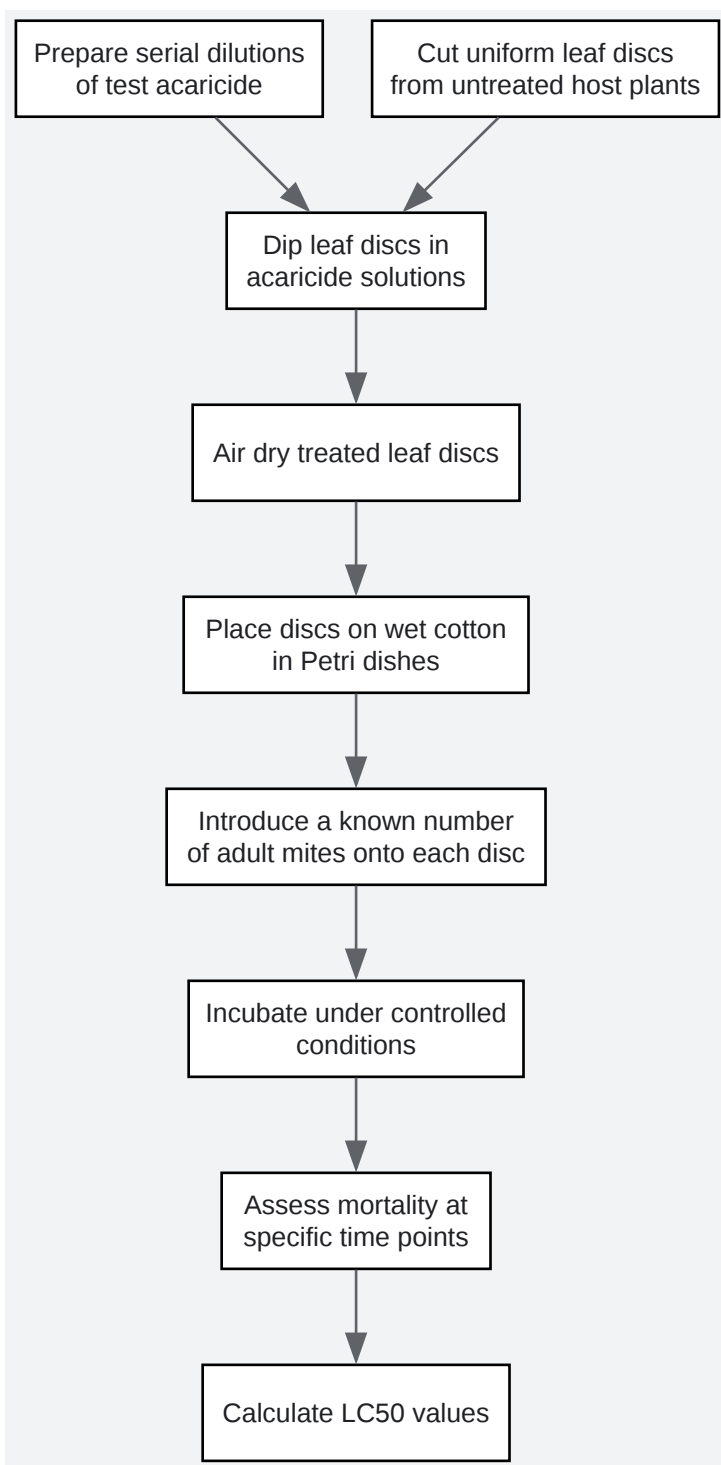 Prepare serial dilutions
of test acaricide
Cut uniform leaf discs
from untreated host plants
Dip leaf discs in
acaricide solutions
Air dry treated leaf discs
Place discs on wet cotton
in Petri dishes
Introduce a known number
of adult mites onto each disc
Incubate under controlled
conditions
Assess mortality at
specific time points
Calculate LC50 values